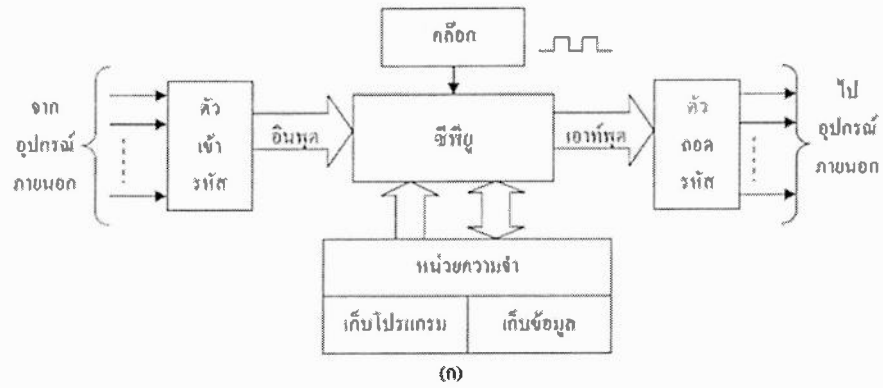 คล็อก
จาก
อุปกรณ์
ภายนอก
ตัว
เข้า
รหัส
อินพุต
ซีพียู
เอาท์พุต
ตัว
ถอด
รหัส
ไป
อุปกรณ์
ภายนอก
หน่วยความจำ
เก็บโปรแกรม
เก็บข้อมูล
(ก)